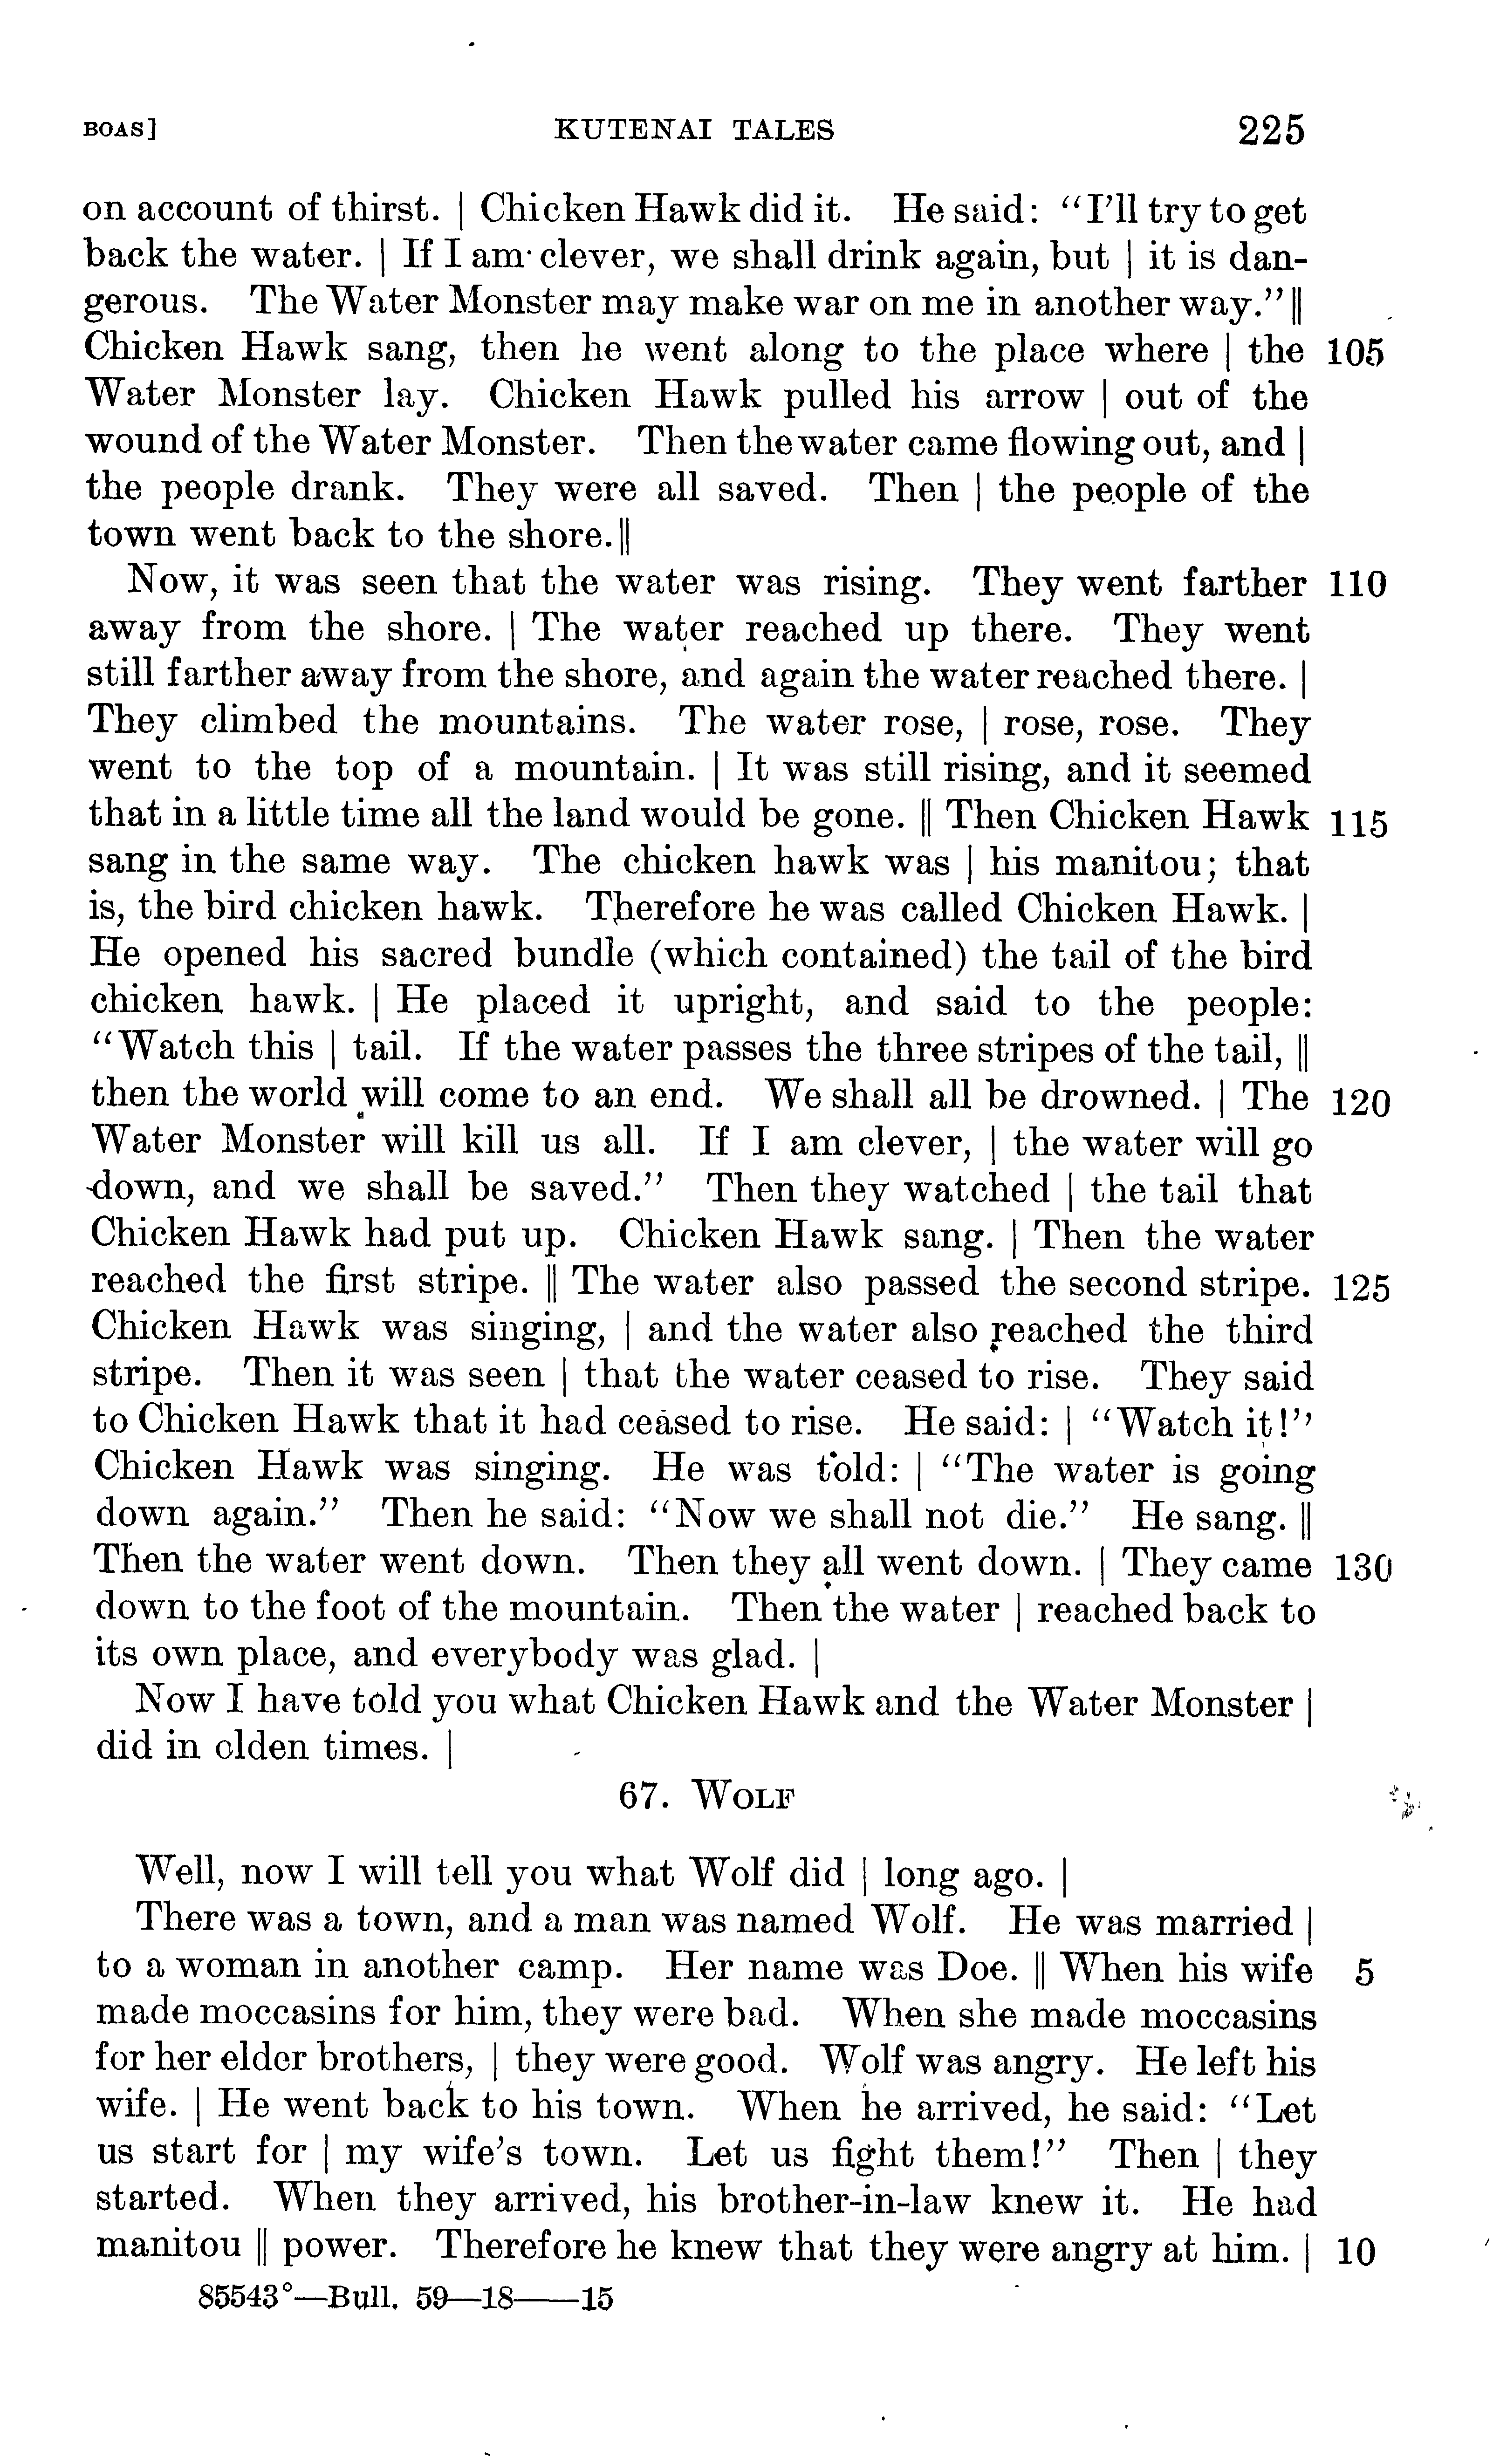 BOAS] KUTENAI TALES 225
on account of thirst. | Chicken Hawk did it. He said: “I’ll try to get
back the water. | If I am clever, we shall drink again, but | it is dan-
gerous. The Water Monster may make war on me in another way.” ||
Chicken Hawk sang, then he went along to the place where | the 105
Water Monster lay. Chicken Hawk pulled his arrow | out of the
wound of the Water Monster. Then the water came flowing out, and |
the people drank. They were all saved. Then | the people of the
town went back to the shore. ||
Now, it was seen that the water was rising. They went farther 110
away from the shore. | The water reached up there. They went
still farther away from the shore, and again the water reached there. |
They climbed the mountains. The water rose, | rose, rose. They
went to the top of a mountain. | It was still rising, and it seemed
that in a little time all the land would be gone. || Then Chicken Hawk 115
sang in the same way. The chicken hawk was | his manitou; that
is, the bird chicken hawk. Therefore he was called Chicken Hawk. |
He opened his sacred bundle (which contained) the tail of the bird
chicken hawk. | He placed it upright, and said to the people:
“Watch this | tail. If the water passes the three stripes of the tail, ||
then the world will come to an end. We shall all be drowned. | The 120
Water Monster will kill us all. If I am clever, | the water will go
down, and we shall be saved.” Then they watched | the tail that
Chicken Hawk had put up. Chicken Hawk sang. | Then the water
reached the first stripe. || The water also passed the second stripe. 125
Chicken Hawk was singing, | and the water also reached the third
stripe. Then it was seen | that the water ceased to rise. They said
to Chicken Hawk that it had ceased to rise. He said: | “Watch it!”
Chicken Hawk was singing. He was told: | “The water is going
down again.” Then he said: “Now we shall not die.” He sang. ||
Then the water went down. Then they all went down. | They came 130
down to the foot of the mountain. Then the water | reached back to
its own place, and everybody was glad. |
Now I have told you what Chicken Hawk and the Water Monster |
did in olden times. |
67. WOLF
Well, now I will tell you what Wolf did | long ago. |
There was a town, and a man was named Wolf. He was married |
to a woman in another camp. Her name was Doe. || When his wife 5
made moccasins for him, they were bad. When she made moccasins
for her elder brothers, | they were good. Wolf was angry. He left his
wife. | He went back to his town. When he arrived, he said: “Let
us start for | my wife’s town. Let us fight them!” Then | they
started. When they arrived, his brother-in-law knew it. He had
manitou || power. Therefore he knew that they were angry at him. | 10
85543°—Bull. 59—18——15